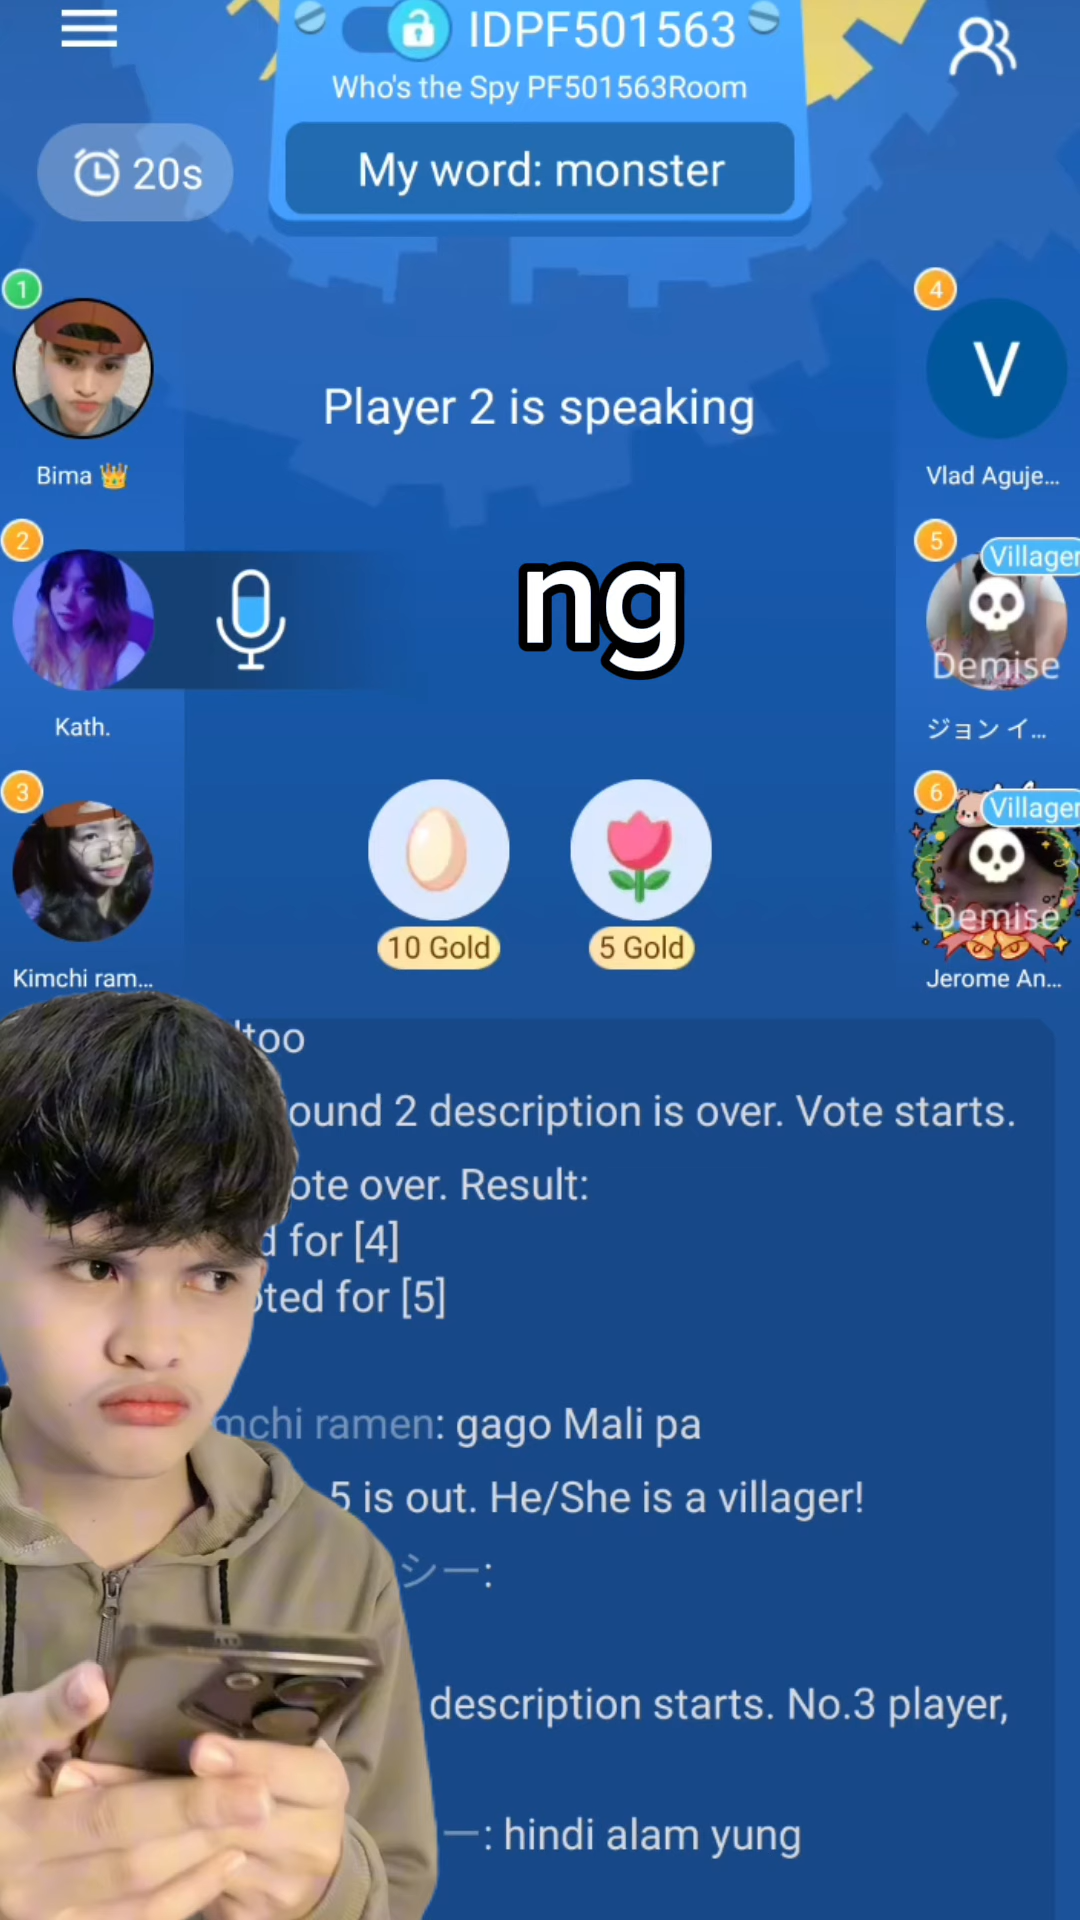 IDPF501563
Who's the Spy PF501563Room
20s
My word: monster
1
Bima
4
V
Vlad Aguje...
Player 2 is speaking
2
Kath.
ng
5
Villager
Demise
ジョン イ...
3
Kimchi ram...
10 Gold
5 Gold
6
Villager
Demise
Jerome An...
too
ound 2 description is over. Vote starts.
ote over. Result:
d for [4]
oted for [5]
mchi ramen: gago Mali pa
5 is out. He/She is a villager!
シー:
description starts. No.3 player,
ー: hindi alam yung